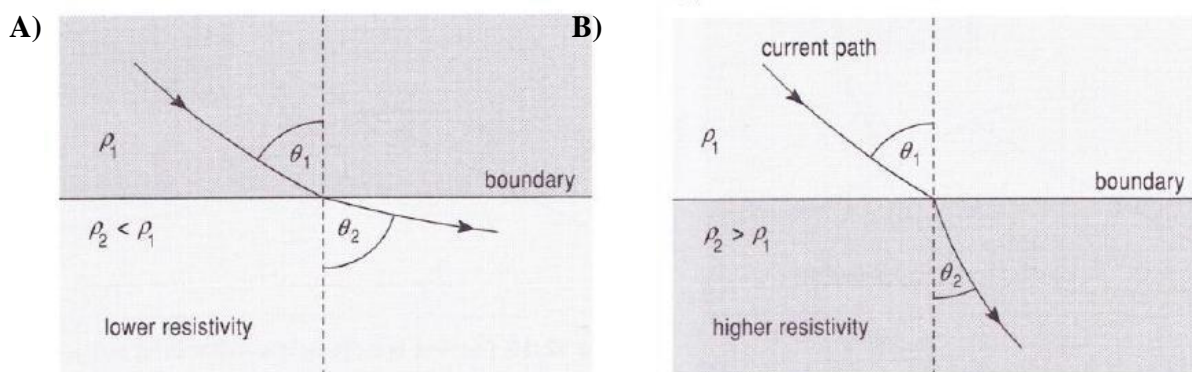 A)
ρ₁
θ₁
boundary
ρ₂ < ρ₁
θ₂
lower resistivity
B)
current path
ρ₁
θ₁
boundary
ρ₂ > ρ₁
θ₂
higher resistivity